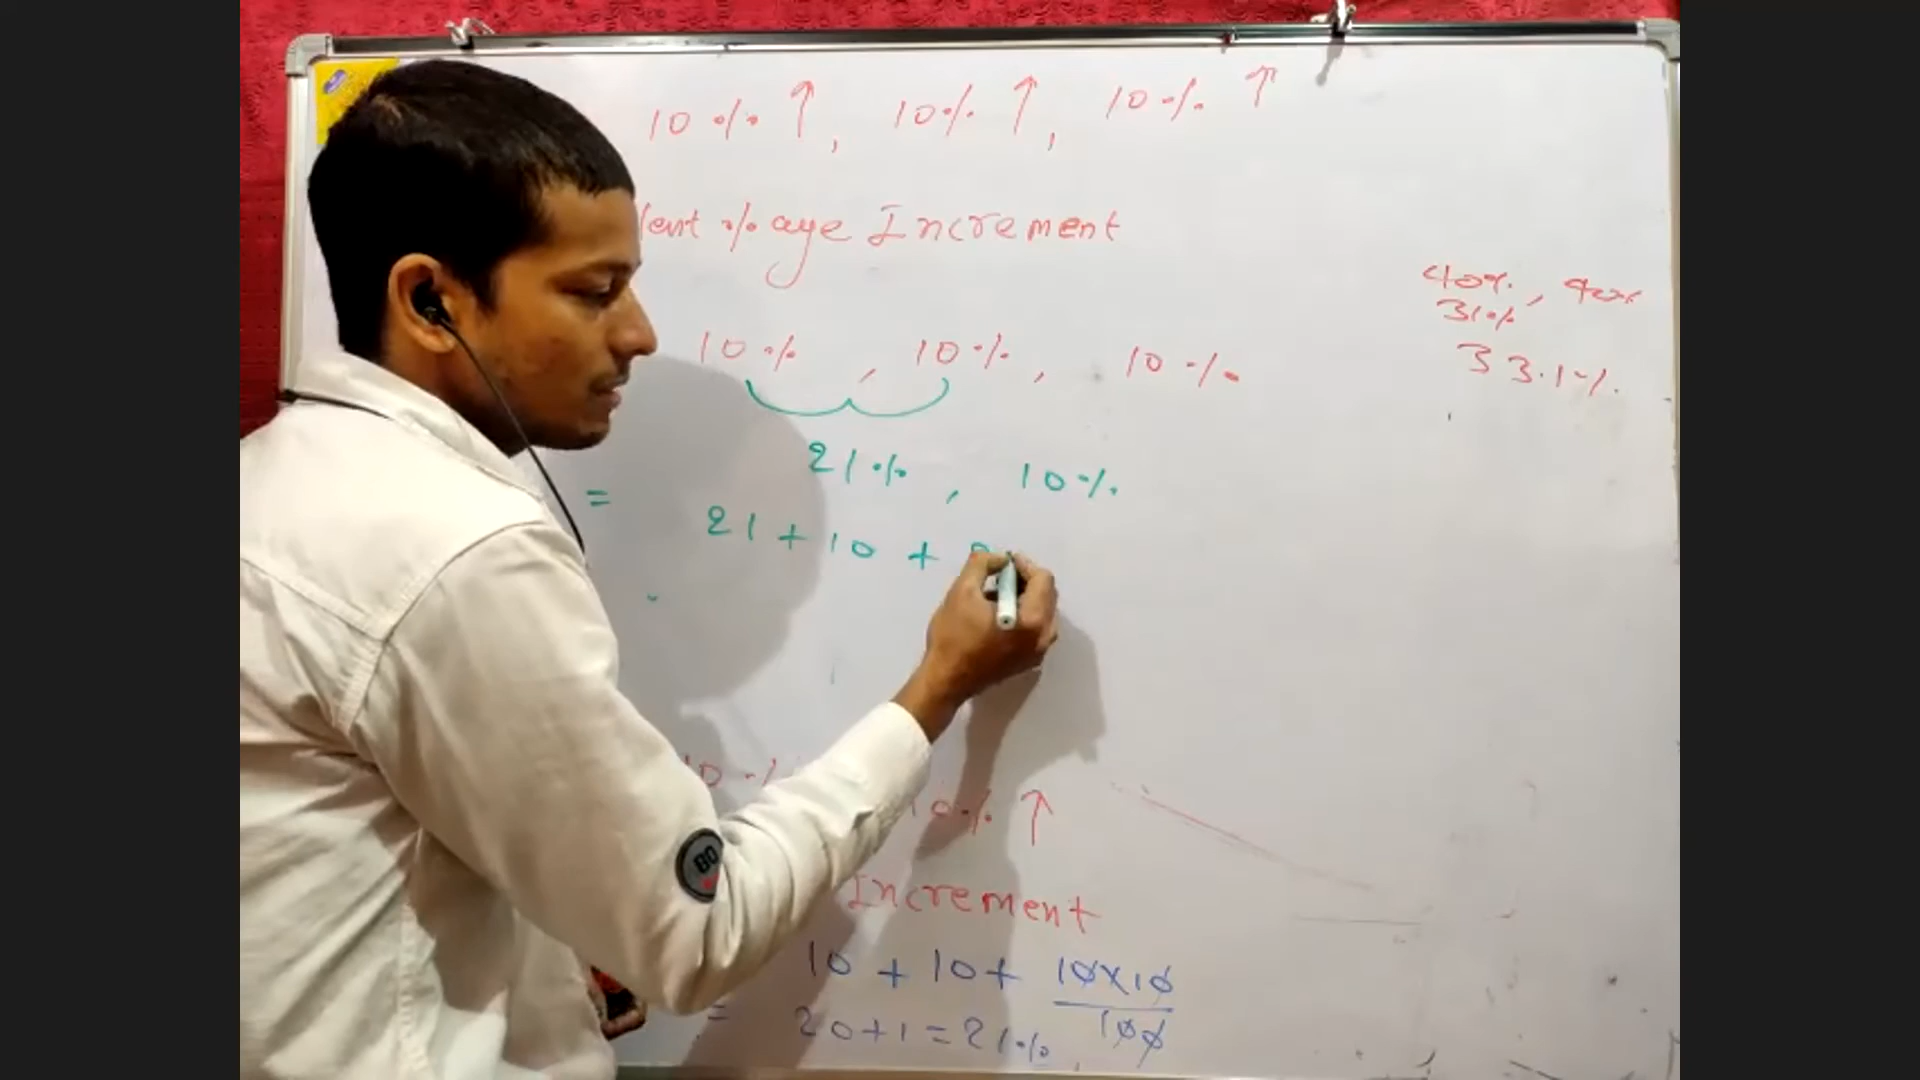 10% ↑, 10% ↑, 10% ↑
lent %age Increment
40%, 40%
31%
33.1%
10%, 10%, 10%
21%, 10%
= 21 + 10 +
10%
10% ↑
Increment
10 + 10 + 10×10
100
= 20+1=21%,
BO